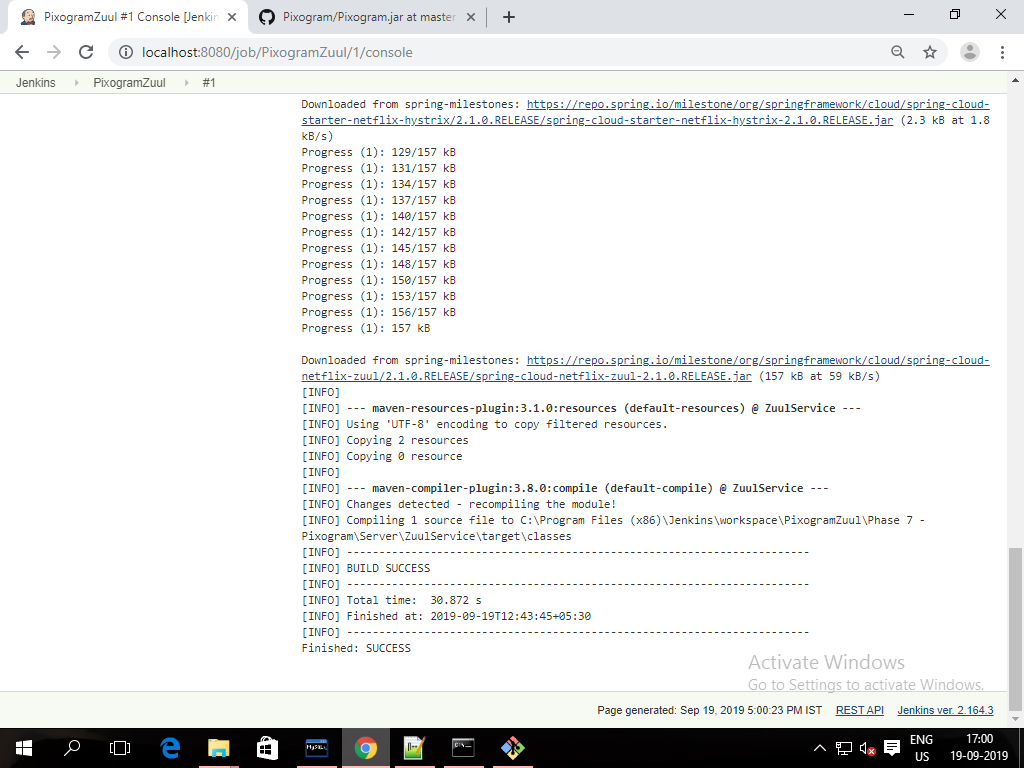 PixogramZuul #1 Console [Jenkin
Pixogram/Pixogram.jar at master
localhost:8080/job/PixogramZuul/1/console
Jenkins PixogramZuul #1
Downloaded from spring-milestones: https://repo.spring.io/milestone/org/springframework/cloud/spring-cloud-
starter-netflix-hystrix/2.1.0.RELEASE/spring-cloud-starter-netflix-hystrix-2.1.0.RELEASE.jar (2.3 kB at 1.8
kB/s)
Progress (1): 129/157 kB
Progress (1): 131/157 kB
Progress (1): 134/157 kB
Progress (1): 137/157 kB
Progress (1): 140/157 kB
Progress (1): 142/157 kB
Progress (1): 145/157 kB
Progress (1): 148/157 kB
Progress (1): 150/157 kB
Progress (1): 153/157 kB
Progress (1): 156/157 kB
Progress (1): 157 kB
Downloaded from spring-milestones: https://repo.spring.io/milestone/org/springframework/cloud/spring-cloud-
netflix-zuul/2.1.0.RELEASE/spring-cloud-netflix-zuul-2.1.0.RELEASE.jar (157 kB at 59 kB/s)
[INFO]
[INFO] --- maven-resources-plugin:3.1.0:resources (default-resources) @ ZuulService ---
[INFO] Using 'UTF-8' encoding to copy filtered resources.
[INFO] Copying 2 resources
[INFO] Copying 0 resource
[INFO]
[INFO] --- maven-compiler-plugin:3.8.0:compile (default-compile) @ ZuulService ---
[INFO] Changes detected - recompiling the module!
[INFO] Compiling 1 source file to C:\Program Files (x86)\Jenkins\workspace\PixogramZuul\Phase 7 -
Pixogram\Server\ZuulService\target\classes
[INFO] ------------------------------------------------------------------------
[INFO] BUILD SUCCESS
[INFO] ------------------------------------------------------------------------
[INFO] Total time:  30.872 s
[INFO] Finished at: 2019-09-19T12:43:45+05:30
[INFO] ------------------------------------------------------------------------
Finished: SUCCESS
Activate Windows
Go to Settings to activate Windows.
Page generated: Sep 19, 2019 5:00:23 PM IST REST API Jenkins ver. 2.164.3
MySQL
ENG
US
17:00
19-09-2019